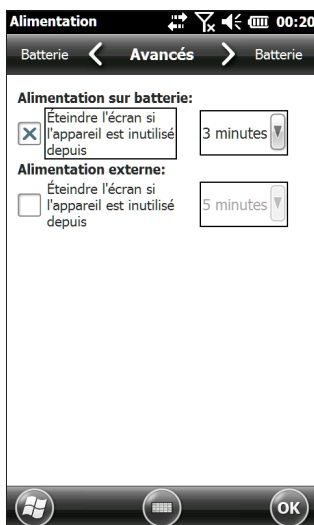 Alimentation 00:20
Batterie Avancés Batterie
Alimentation sur batterie:
Éteindre l'écran si
l'appareil est inutilisé
depuis
3 minutes
Alimentation externe:
Éteindre l'écran si
l'appareil est inutilisé
depuis
5 minutes
OK